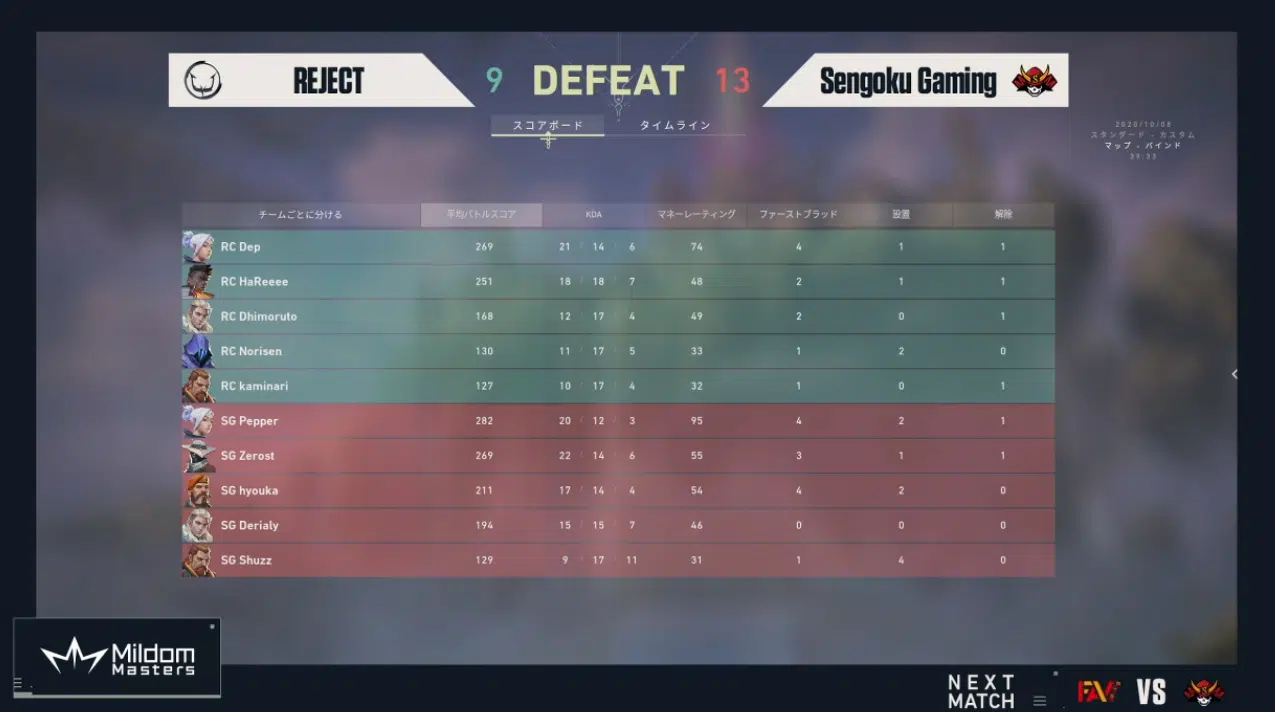 REJECT 9 DEFEAT 13 Sengoku Gaming
スコアボード タイムライン
2020/10/08
スタンダード - カスタム
マップ - バインド
チームごとに分ける 平均バトルスコア KDA マネーレーティング ファーストブラッド 設置 解除
RC Dep 269 21 / 14 / 6 74 4 1 1
RC HaReeee 251 18 / 18 / 7 48 2 1 1
RC Dhimoruto 168 12 / 17 / 4 49 2 0 1
RC Norisen 130 11 / 17 / 5 33 1 2 0
RC kaminari 127 10 / 17 / 4 32 1 0 1
SG Pepper 282 20 / 12 / 3 95 4 2 1
SG Zerost 269 22 / 14 / 6 55 3 1 1
SG hyouka 211 17 / 14 / 4 54 4 2 0
SG Derialy 194 15 / 15 / 7 46 0 0 0
SG Shuzz 129 9 / 17 / 11 31 1 4 0
Mildom
Masters
NEXT
MATCH
FAV VS